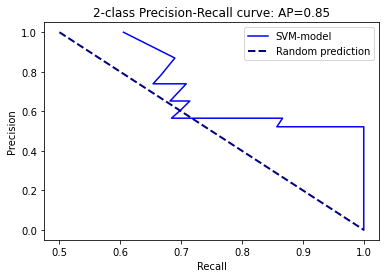 2-class Precision-Recall curve: AP=0.85
SVM-model
Random prediction
1.0
0.8
0.6
0.4
0.2
0.0
Precision
0.5
0.6
0.7
0.8
0.9
1.0
Recall